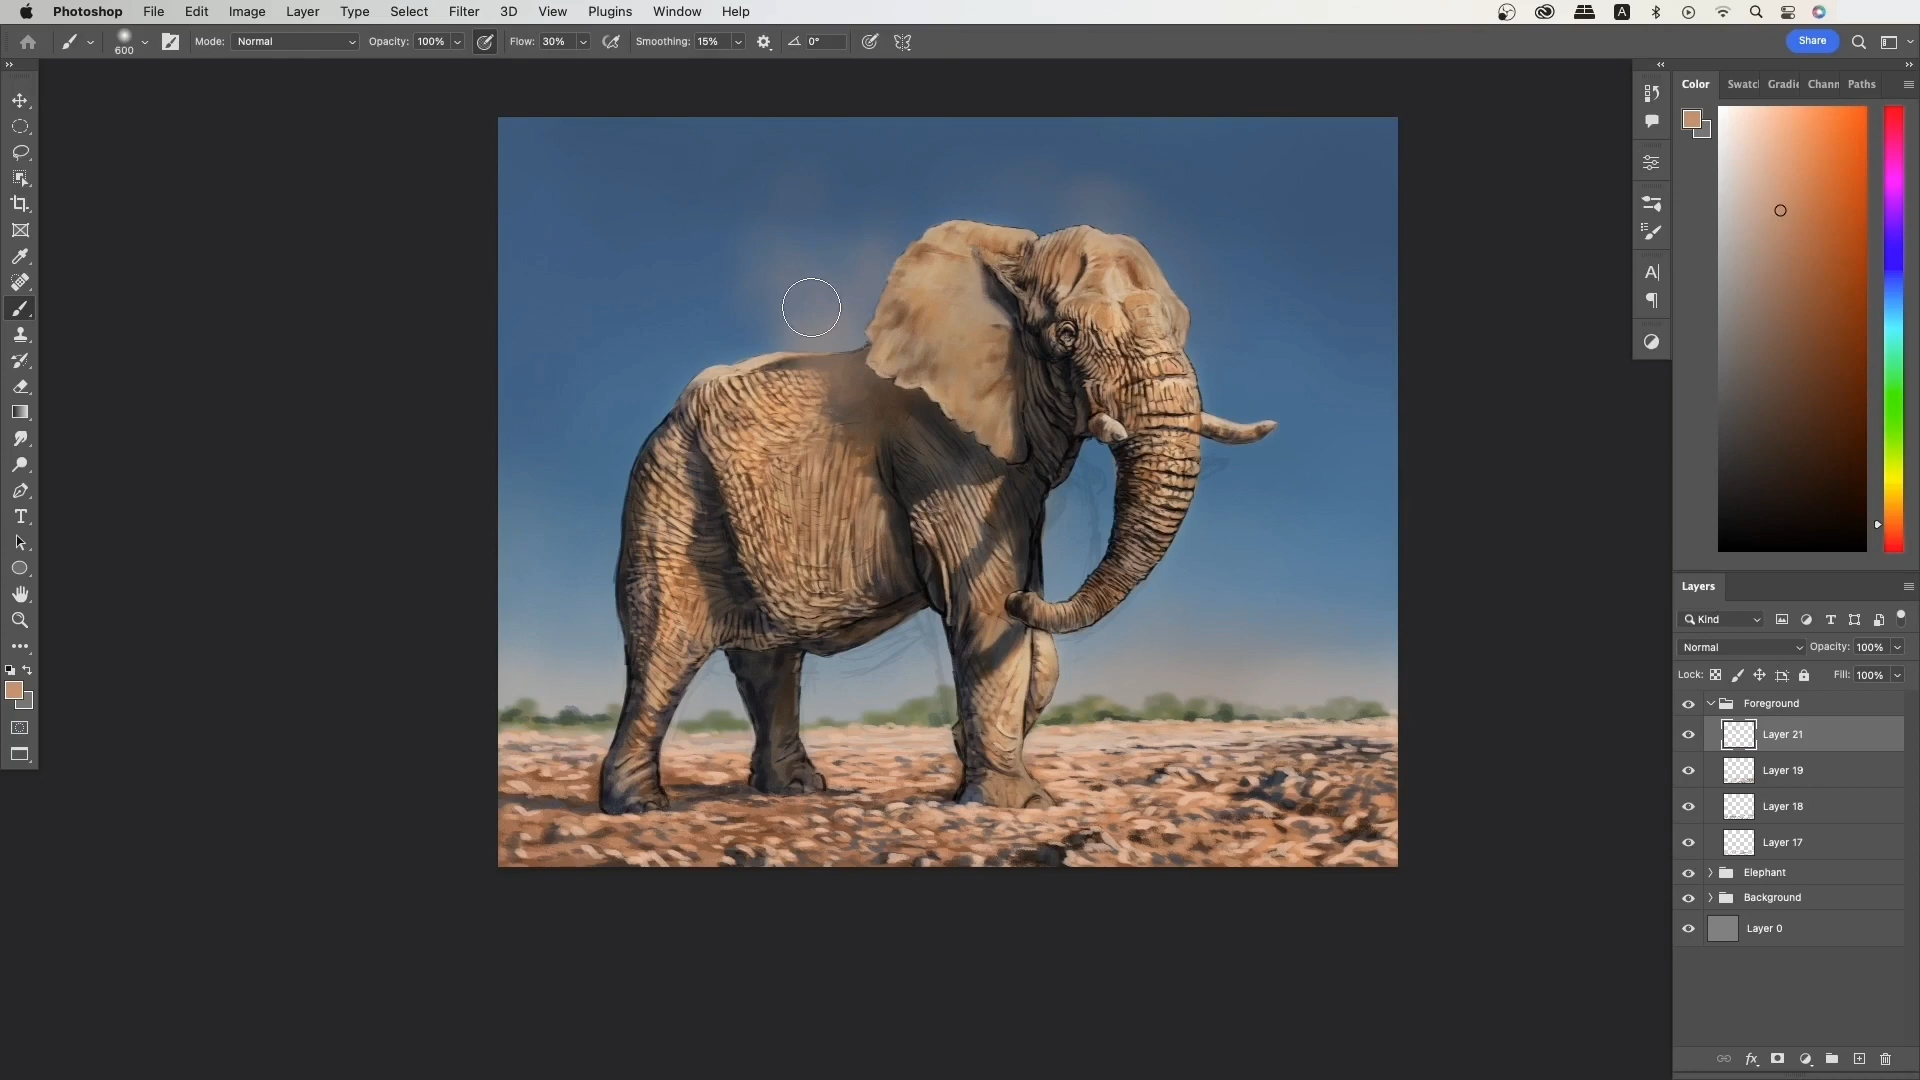 Photoshop File Edit Image Layer Type Select Filter 3D View Plugins Window Help A
600 Mode: Normal Opacity: 100% Flow: 30% Smoothing: 15% 0° Share
Color Swatc Gradie Chann Paths
Layers
Kind
Normal Opacity: 100%
Lock: Fill: 100%
Foreground
Layer 21
Layer 19
Layer 18
Layer 17
Elephant
Background
Layer 0